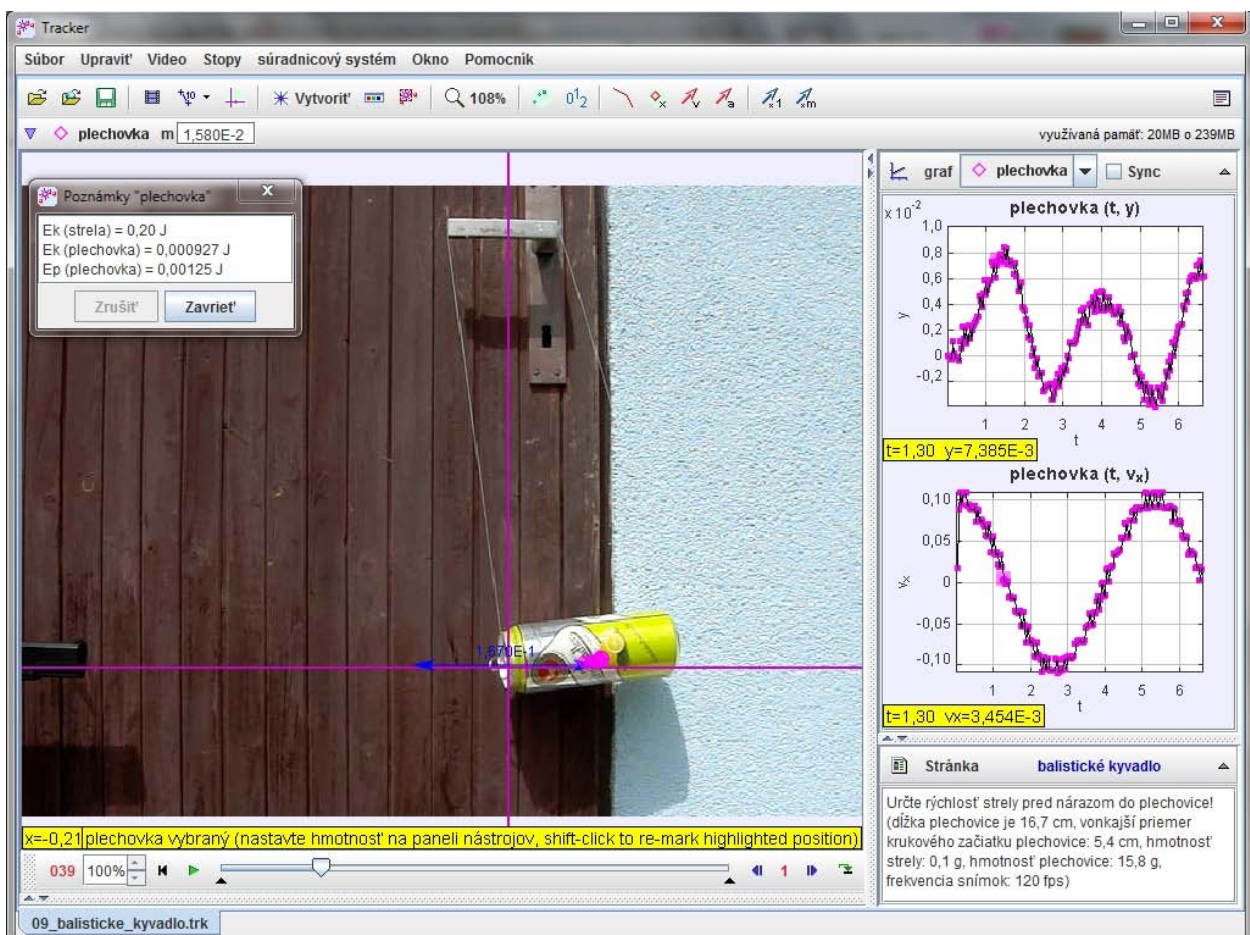 Tracker
Súbor Upraviť Video Stopy súradnicový systém Okno Pomocník
Vytvoriť 108%
plechovka m 1,580E-2
využívaná pamäť: 20MB o 239MB
Poznámky "plechovka"
Ek (strela) = 0,20 J
Ek (plechovka) = 0,000927 J
Ep (plechovka) = 0,00125 J
Zrušiť Zavrieť
1,670E-1
x=-0,21 plechovka vybraný (nastavte hmotnosť na paneli nástrojov, shift-click to re-mark highlighted position)
039 100% 1
09_balisticke_kyvadlo.trk
graf plechovka Sync
plechovka (t, y)
x10-2
1,0
0,8
0,6
0,4
0,2
0
-0,2
y
1 2 3 4 5 6
t
t=1,30 y=7,385E-3
plechovka (t, vx)
0,10
0,05
0
-0,05
-0,10
vx
1 2 3 4 5 6
t
t=1,30 vx=3,454E-3
Stránka balistické kyvadlo
Určte rýchlosť strely pred nárazom do plechovice!
(dĺžka plechovice je 16,7 cm, vonkajší priemer
krukového začiatku plechovice: 5,4 cm, hmotnosť
strely: 0,1 g, hmotnosť plechovice: 15,8 g,
frekvencia snímok: 120 fps)